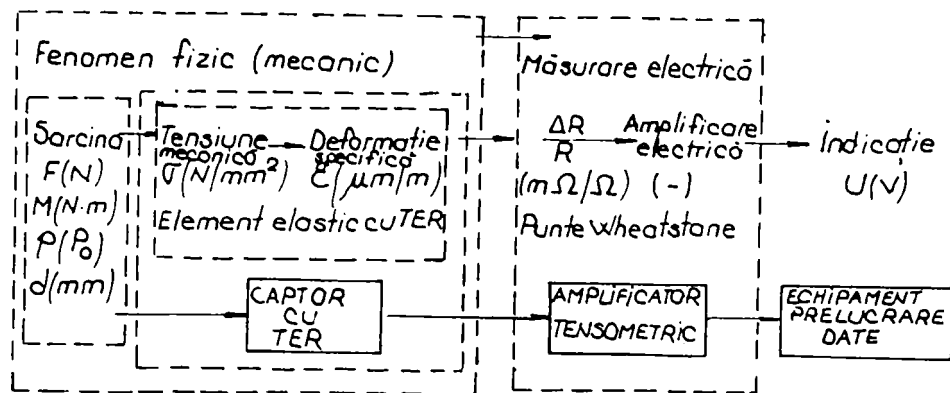 Fenomen fizic (mecanic)
Sarcina
F(N)
M(N·m)
p(P₀)
d(mm)
Tensiune
mecanică
σ(N/mm²)
Deformație
specifică
ε(μm/m)
Element elastic cu TER
CAPTOR
CU
TER
Măsurare electrică
ΔR
R
(mΩ/Ω)
Amplificare
electrică
(-)
Punte Wheatstone
AMPLIFICATOR
TENSOMETRIC
Indicație
U(V)
ECHIPAMENT
PRELUCRARE
DATE